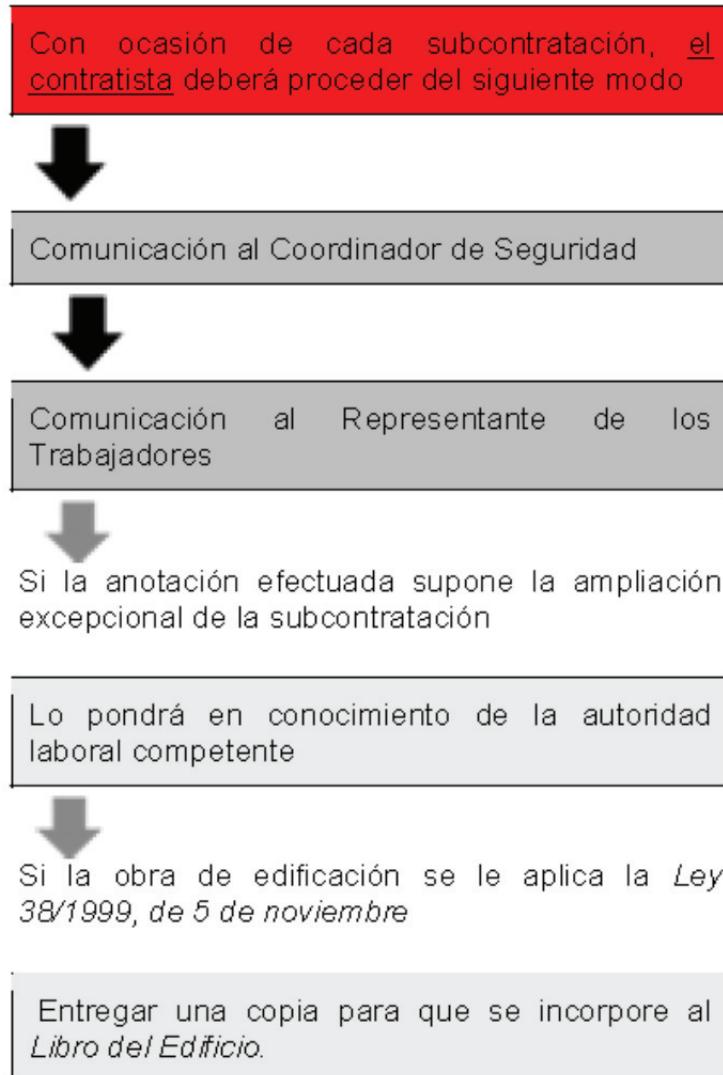 Con ocasión de cada subcontratación, el
contratista deberá proceder del siguiente modo
Comunicación al Coordinador de Seguridad
Comunicación al Representante de los
Trabajadores
Si la anotación efectuada supone la ampliación
excepcional de la subcontratación
Lo pondrá en conocimiento de la autoridad
laboral competente
Si la obra de edificación se le aplica la Ley
38/1999, de 5 de noviembre
Entregar una copia para que se incorpore al
Libro del Edificio.